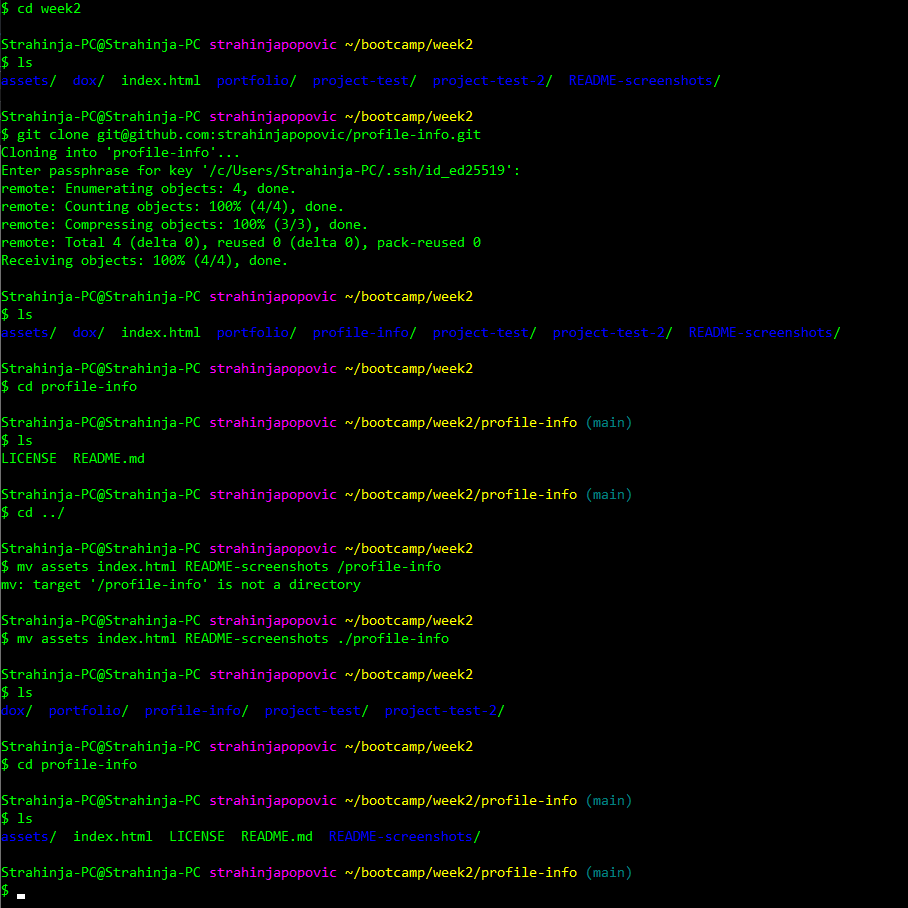 $ cd week2
Strahinja-PC@Strahinja-PC strahinjapopovic ~/bootcamp/week2
$ ls
assets/  dox/  index.html  portfolio/  project-test/  project-test-2/  README-screenshots/
Strahinja-PC@Strahinja-PC strahinjapopovic ~/bootcamp/week2
$ git clone git@github.com:strahinjapopovic/profile-info.git
Cloning into 'profile-info'...
Enter passphrase for key '/c/Users/Strahinja-PC/.ssh/id_ed25519':
remote: Enumerating objects: 4, done.
remote: Counting objects: 100% (4/4), done.
remote: Compressing objects: 100% (3/3), done.
remote: Total 4 (delta 0), reused 0 (delta 0), pack-reused 0
Receiving objects: 100% (4/4), done.
Strahinja-PC@Strahinja-PC strahinjapopovic ~/bootcamp/week2
$ ls
assets/  dox/  index.html  portfolio/  profile-info/  project-test/  project-test-2/  README-screenshots/
Strahinja-PC@Strahinja-PC strahinjapopovic ~/bootcamp/week2
$ cd profile-info
Strahinja-PC@Strahinja-PC strahinjapopovic ~/bootcamp/week2/profile-info (main)
$ ls
LICENSE  README.md
Strahinja-PC@Strahinja-PC strahinjapopovic ~/bootcamp/week2/profile-info (main)
$ cd ../
Strahinja-PC@Strahinja-PC strahinjapopovic ~/bootcamp/week2
$ mv assets index.html README-screenshots /profile-info
mv: target '/profile-info' is not a directory
Strahinja-PC@Strahinja-PC strahinjapopovic ~/bootcamp/week2
$ mv assets index.html README-screenshots ./profile-info
Strahinja-PC@Strahinja-PC strahinjapopovic ~/bootcamp/week2
$ ls
dox/  portfolio/  profile-info/  project-test/  project-test-2/
Strahinja-PC@Strahinja-PC strahinjapopovic ~/bootcamp/week2
$ cd profile-info
Strahinja-PC@Strahinja-PC strahinjapopovic ~/bootcamp/week2/profile-info (main)
$ ls
assets/  index.html  LICENSE  README.md  README-screenshots/
Strahinja-PC@Strahinja-PC strahinjapopovic ~/bootcamp/week2/profile-info (main)
$